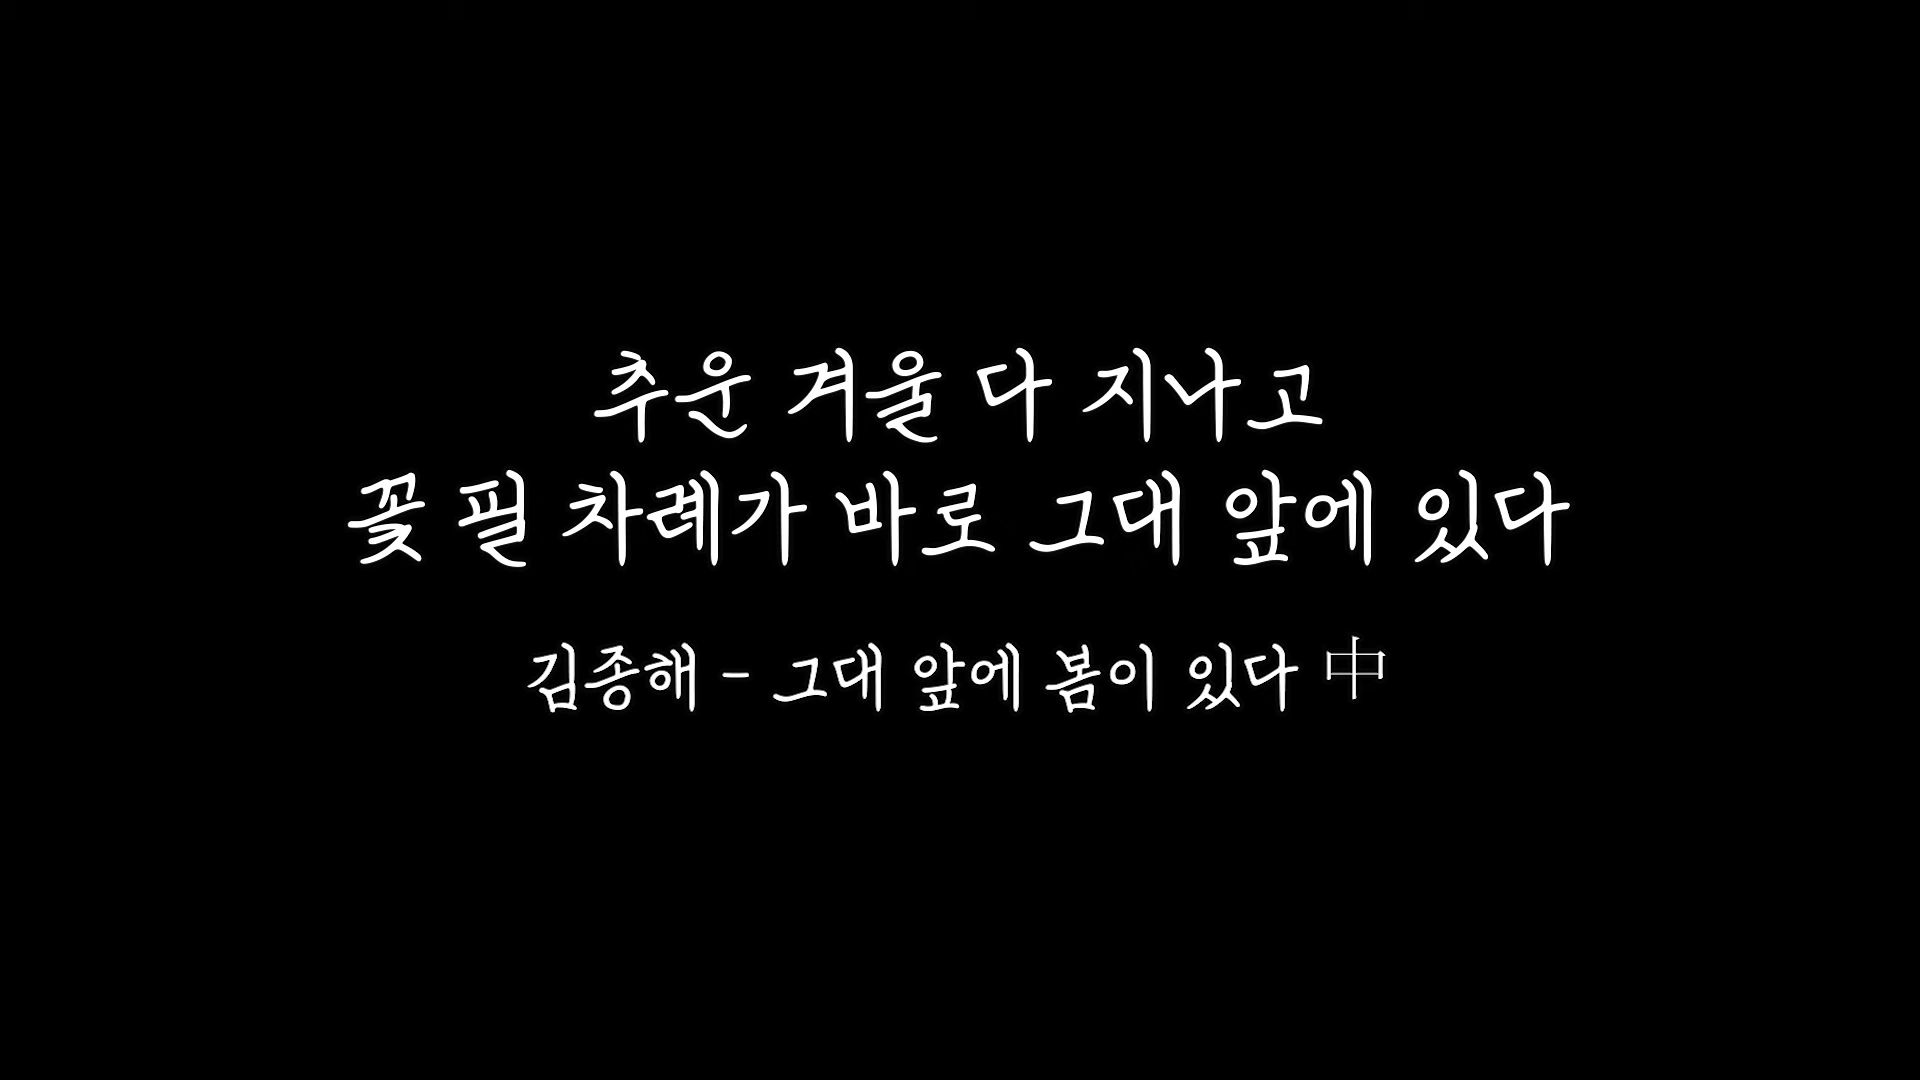 추운 겨울 다 지나고
꽃 필 차례가 바로 그대 앞에 있다
김종해 - 그대 앞에 봄이 있다 中